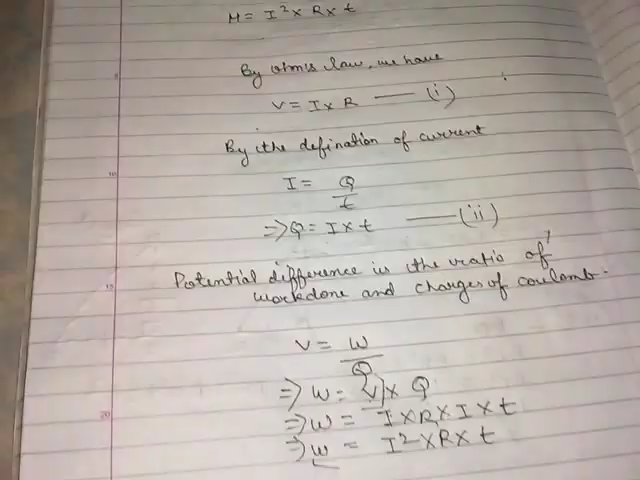 H = I² × R × t
By ohm's law, we have
V = I × R —— (i)
By the defination of current
I = Q/t
⇒ Q = I × t —— (ii)
Potential difference is the ratio of
workdone and charges of coulomb.
V = W/Q
⇒ W = V × Q
⇒ W = I × R × I × t
⇒ W = I² × R × t